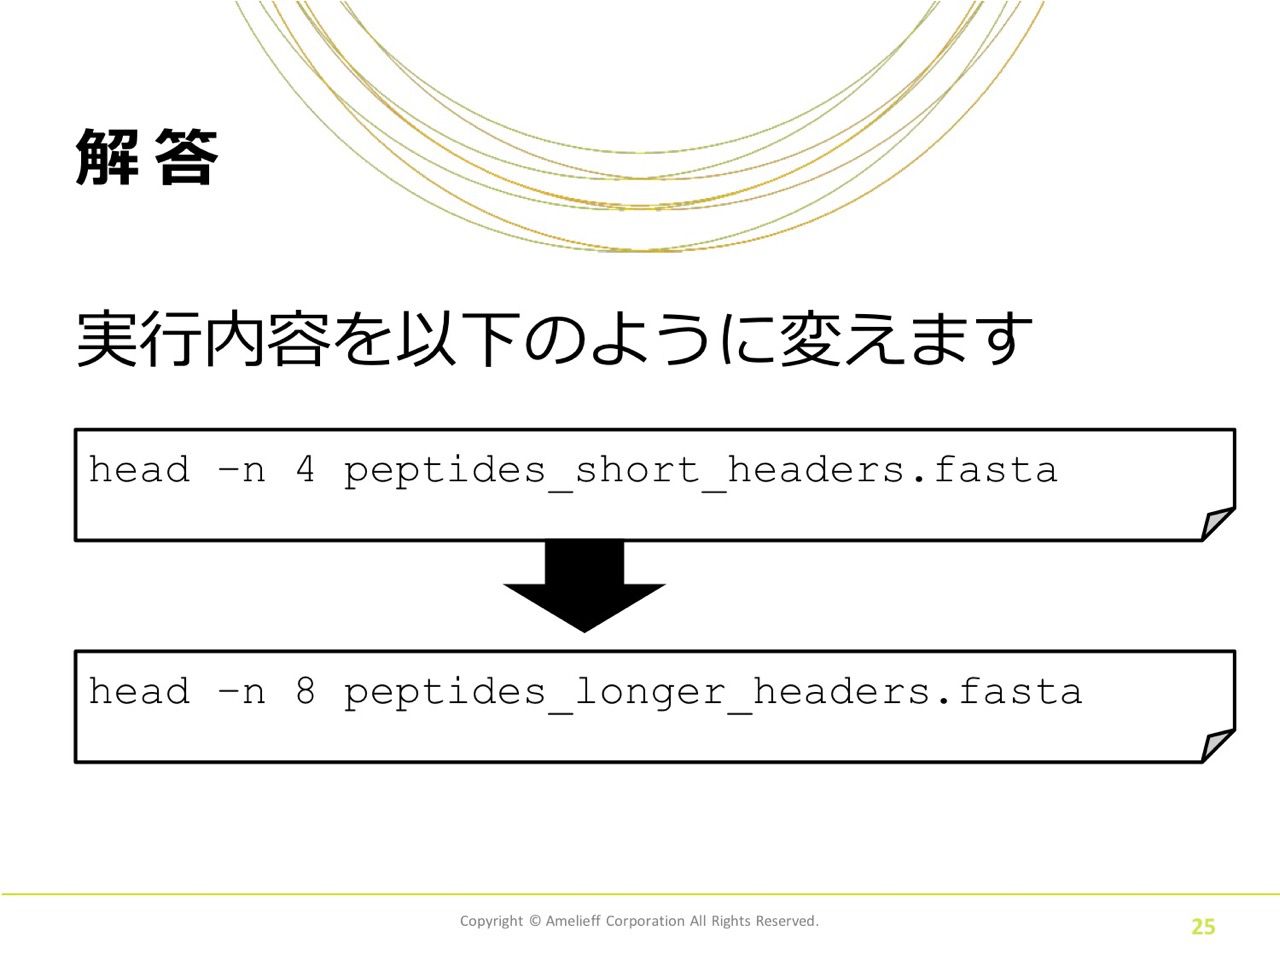 解答
実行内容を以下のように変えます
head –n 4 peptides_short_headers.fasta
head –n 8 peptides_longer_headers.fasta
Copyright © Amelieff Corporation All Rights Reserved.
25